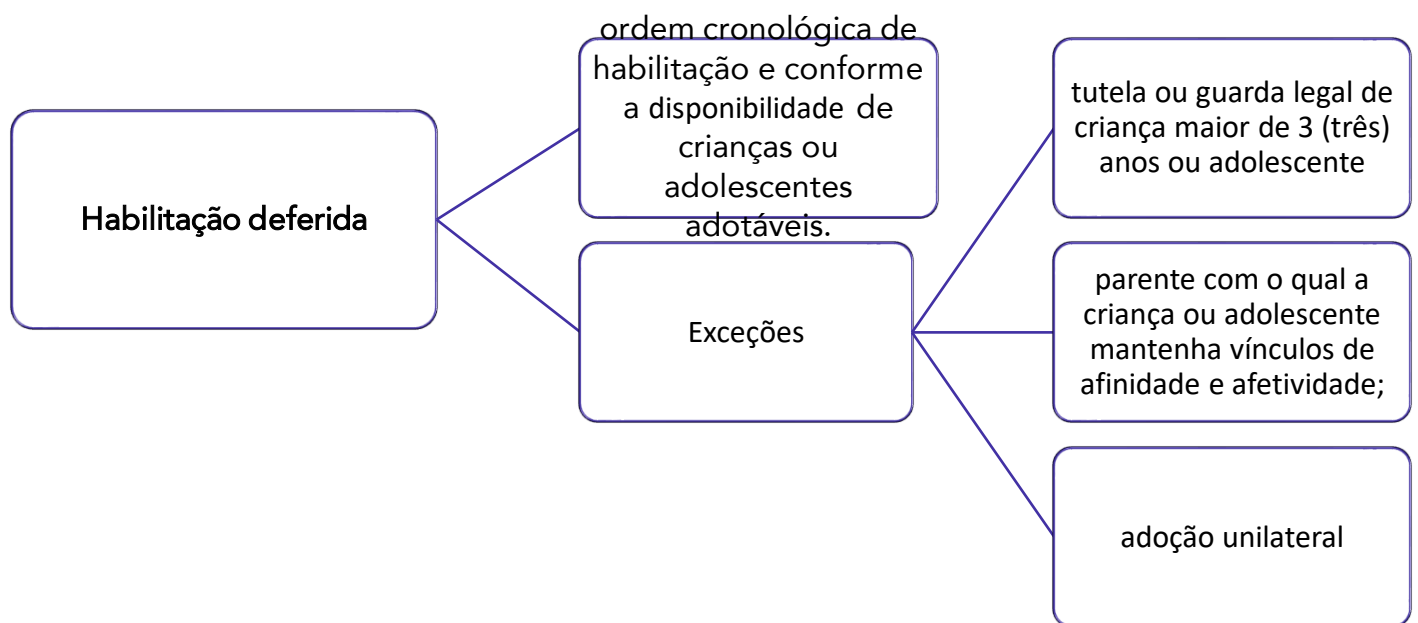 Habilitação deferida
ordem cronológica de
habilitação e conforme
a disponibilidade de
crianças ou
adolescentes
adotáveis.
Exceções
tutela ou guarda legal de
criança maior de 3 (três)
anos ou adolescente
parente com o qual a
criança ou adolescente
mantenha vínculos de
afinidade e afetividade;
adoção unilateral